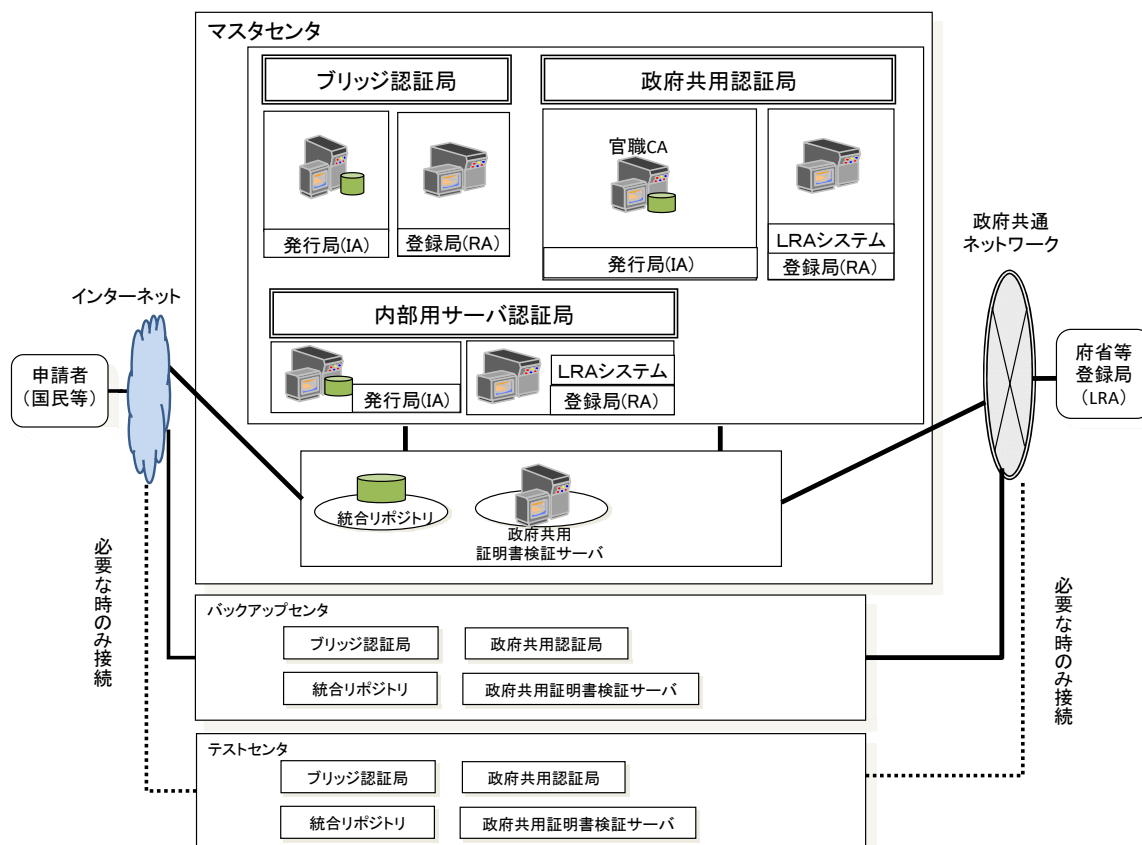 マスタセンタ
ブリッジ認証局
政府共用認証局
官職CA
発行局(IA)
登録局(RA)
発行局(IA)
LRAシステム
登録局(RA)
内部用サーバ認証局
発行局(IA)
LRAシステム
登録局(RA)
インターネット
申請者
(国民等)
政府共通
ネットワーク
府省等
登録局
(LRA)
統合リポジトリ
政府共用
証明書検証サーバ
必要な時のみ接続
必要な時のみ接続
バックアップセンタ
ブリッジ認証局
政府共用認証局
統合リポジトリ
政府共用証明書検証サーバ
テストセンタ
ブリッジ認証局
政府共用認証局
統合リポジトリ
政府共用証明書検証サーバ